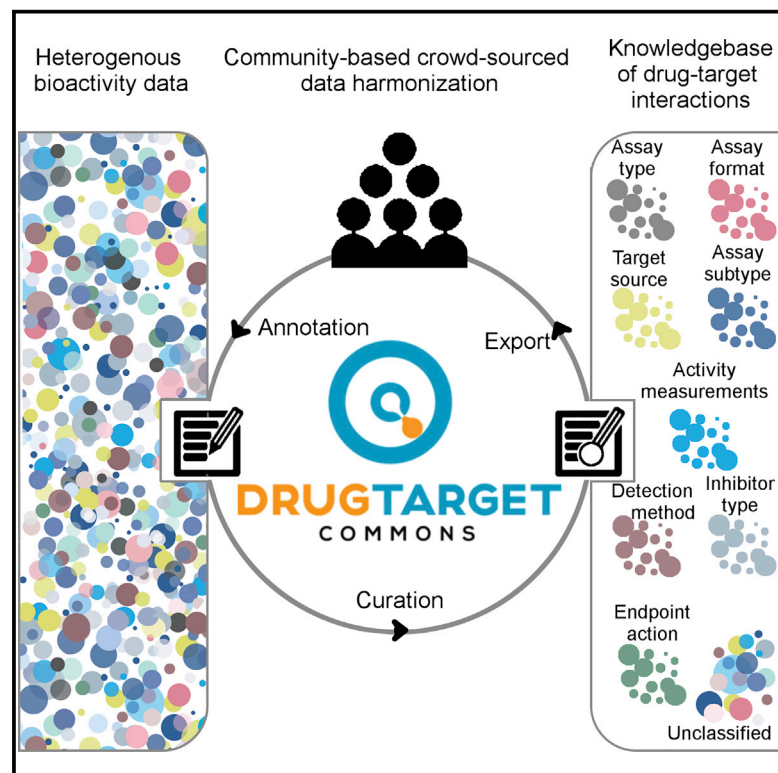 Heterogenous
bioactivity data
Community-based crowd-sourced
data harmonization
Knowledgebase
of drug-target
interactions
Annotation
Export
DRUGTARGET
COMMONS
Curation
Assay
type
Assay
format
Target
source
Assay
subtype
Activity
measurements
Detection
method
Inhibitor
type
Endpoint
action
Unclassified